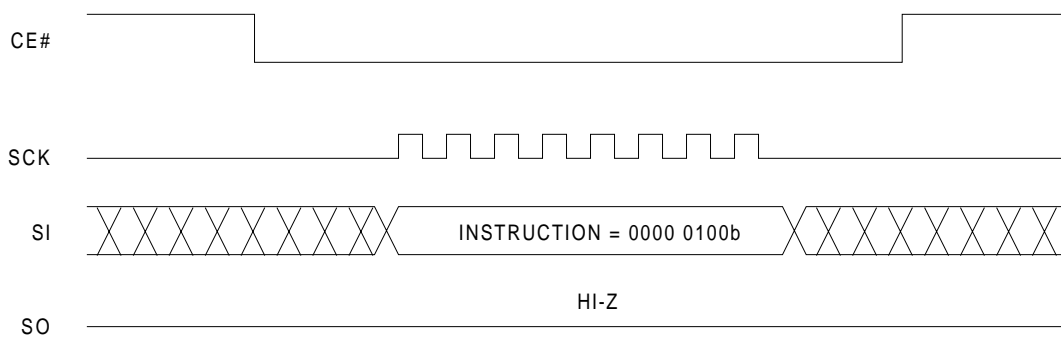 CE#
SCK
SI
INSTRUCTION = 0000 0100b
HI-Z
SO